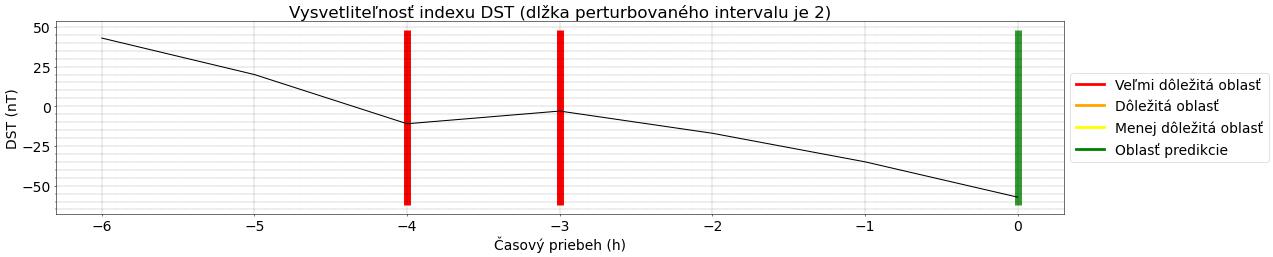 Vysvetliteľnosť indexu DST (dĺžka perturbovaného intervalu je 2)
DST (nT)
50
25
0
−25
−50
−6 −5 −4 −3 −2 −1 0
Časový priebeh (h)
Veľmi dôležitá oblasť
Dôležitá oblasť
Menej dôležitá oblasť
Oblasť predikcie